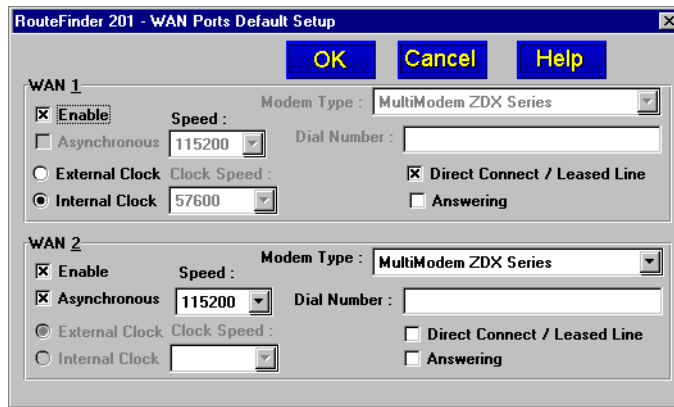 RouteFinder 201 - WAN Ports Default Setup
OK Cancel Help
WAN 1
Enable
Speed :
Modem Type : MultiModem ZDX Series
Asynchronous 115200
Dial Number :
External Clock Clock Speed :
Direct Connect / Leased Line
Internal Clock 57600
Answering
WAN 2
Enable
Speed :
Modem Type : MultiModem ZDX Series
Asynchronous 115200
Dial Number :
External Clock Clock Speed :
Direct Connect / Leased Line
Internal Clock
Answering